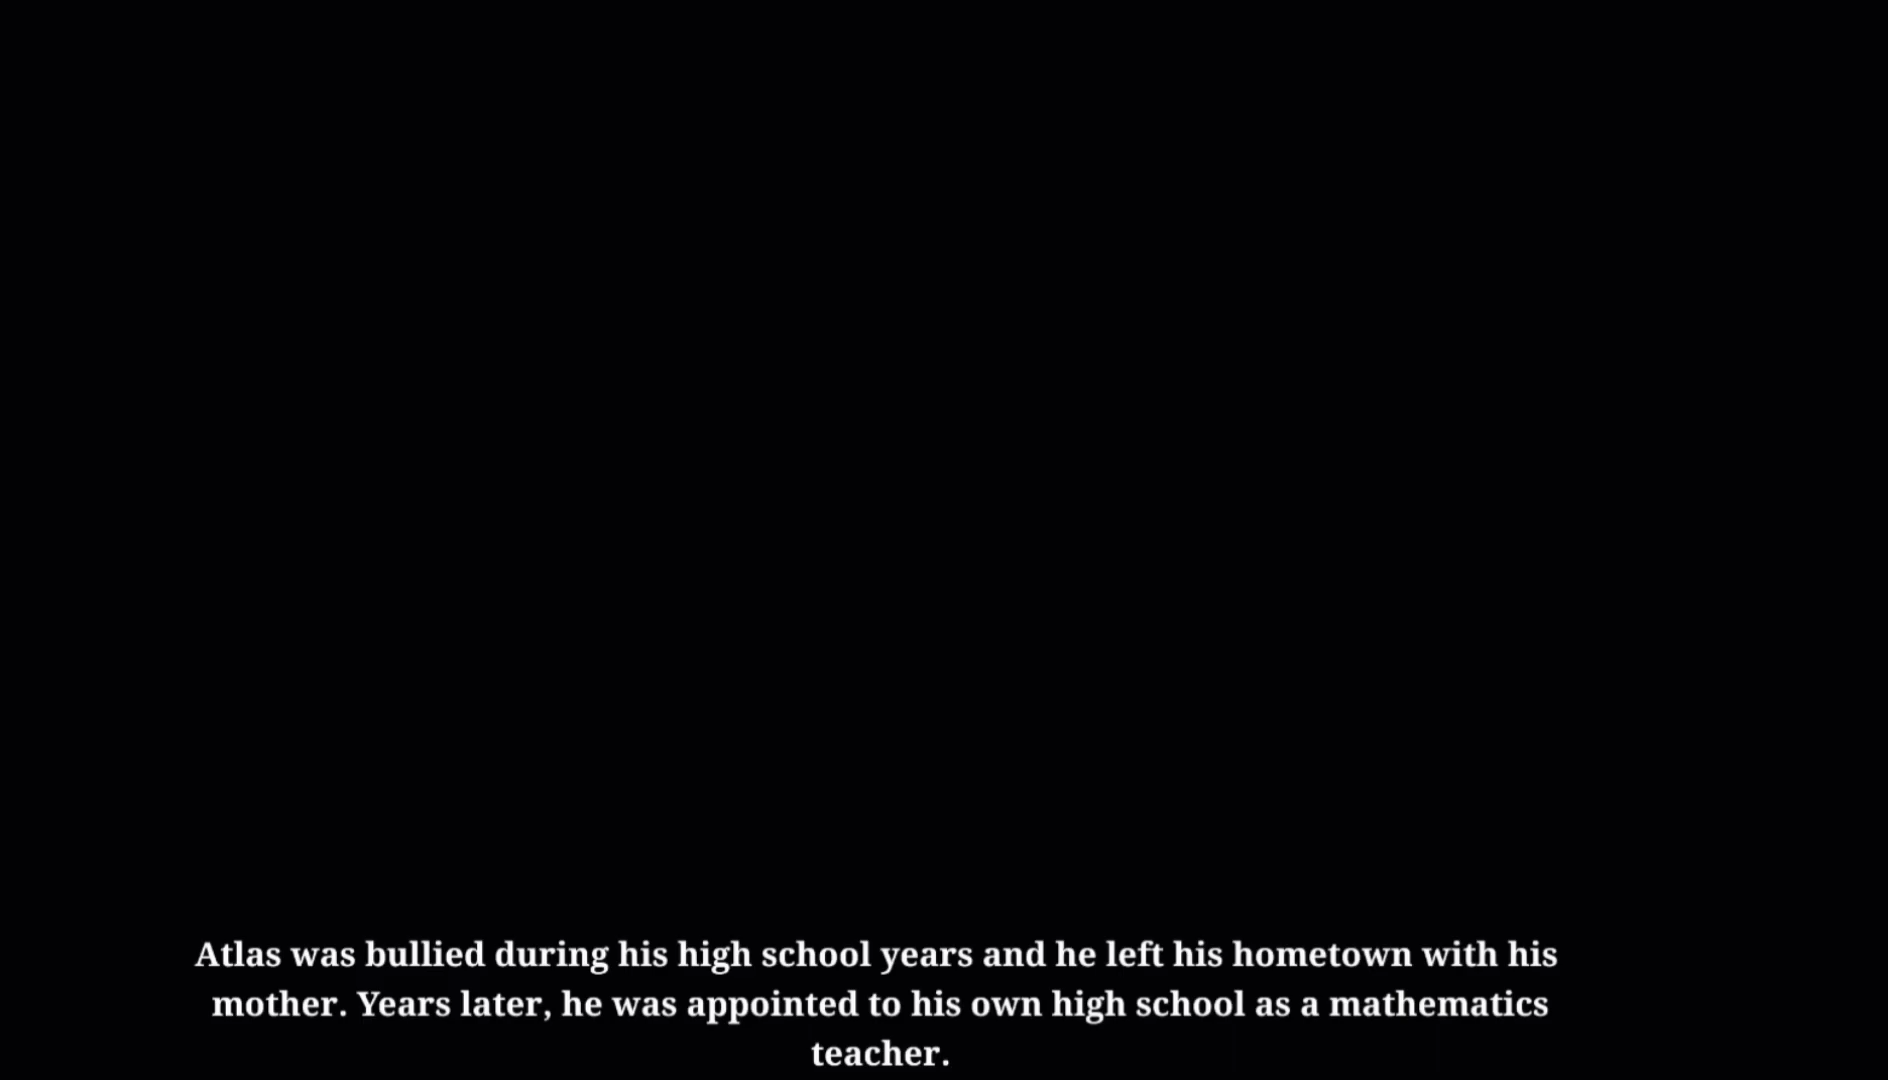 Atlas was bullied during his high school years and he left his hometown with his
mother. Years later, he was appointed to his own high school as a mathematics
teacher.